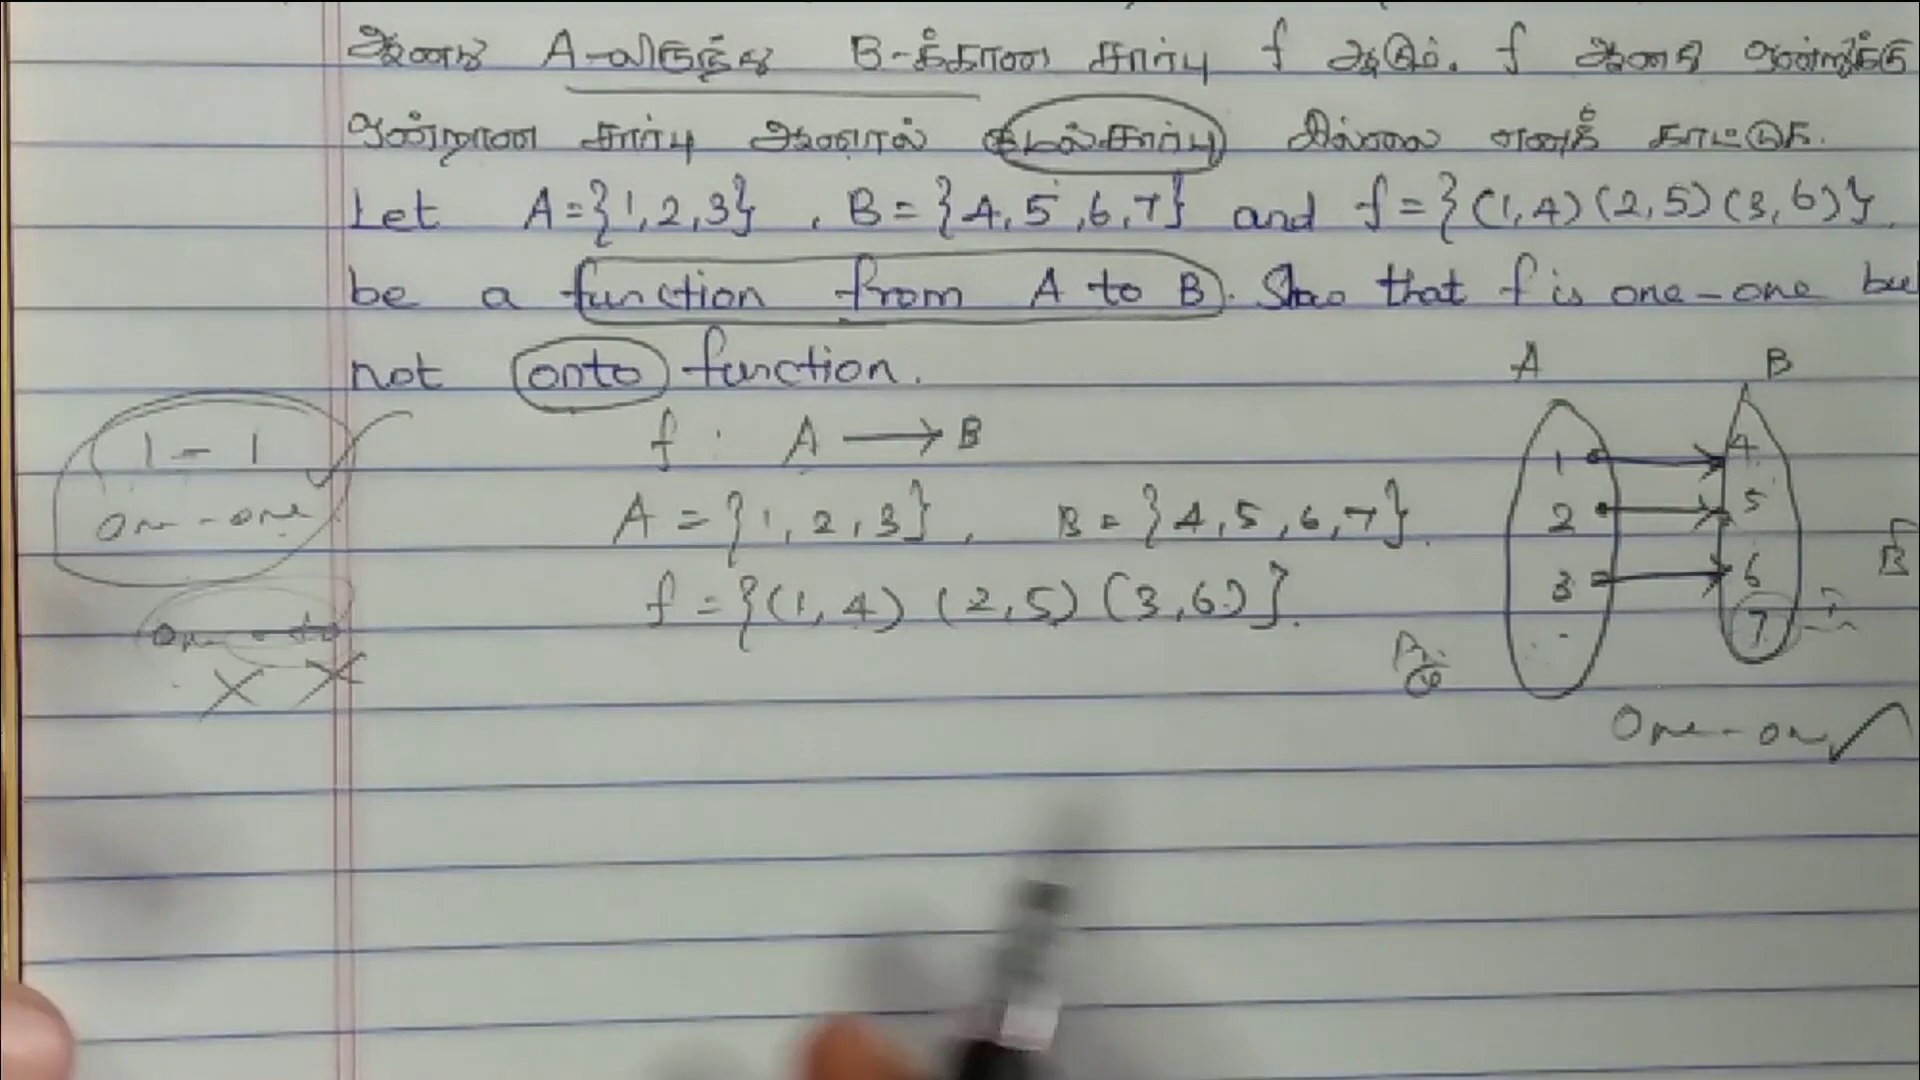 ஆனது A-லிருந்து B-க்கான சார்பு f ஆகும். f ஆனது ஒன்றுக்கு
ஒன்றான சார்பு ஆனால் மேல்சார்பு இல்லை எனக் காட்டுக.
Let A={1,2,3} , B={4,5,6,7} and f={(1,4)(2,5)(3,6)}.
be a function from A to B. Show that f is one-one but
not onto function.
f : A ⟶ B
A={1,2,3}, B={4,5,6,7}.
f={(1,4)(2,5)(3,6)}.
1-1
one-one
on-to
X X
A B
1 4
2 5
3 6
7
One-one ✓